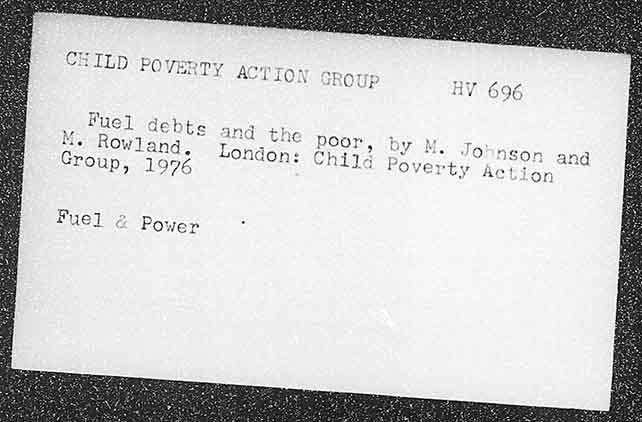 CHILD POVERTY ACTION GROUP HV 696
Fuel debts and the poor, by M. Johnson and
M. Rowland. London: Child Poverty Action
Group, 1976
Fuel & Power